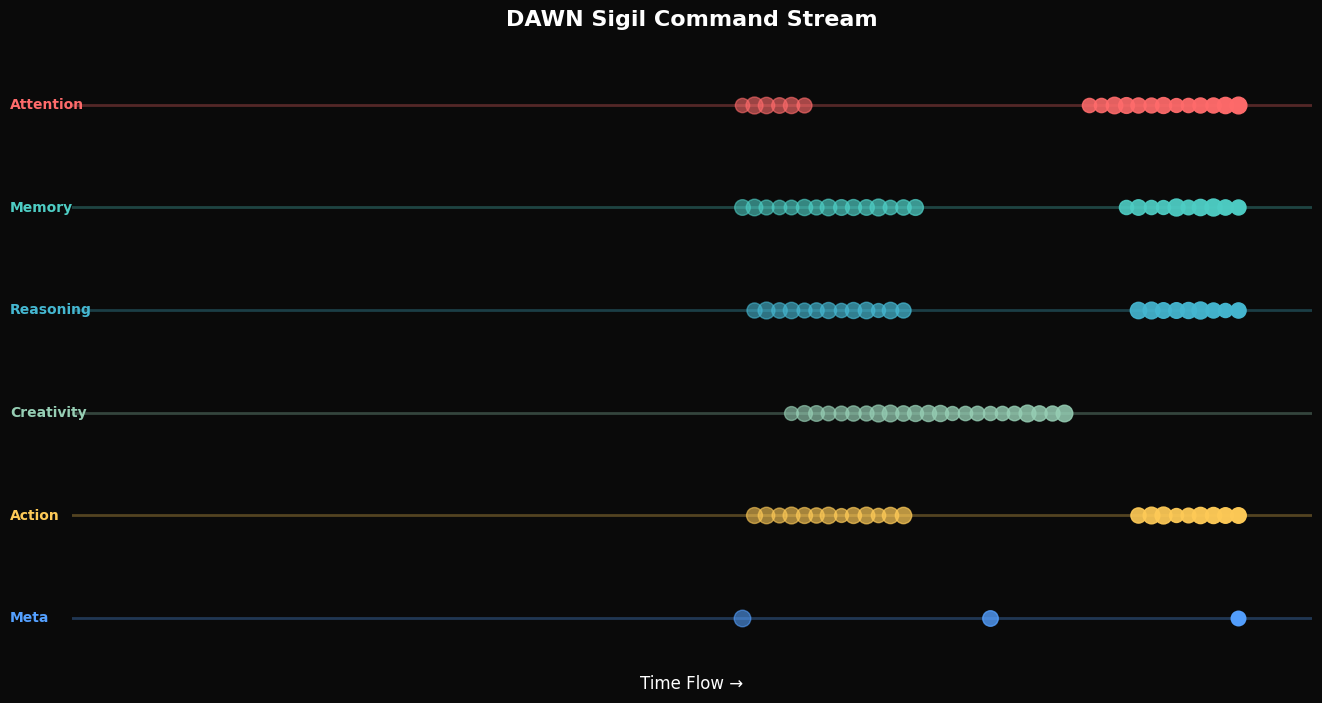 DAWN Sigil Command Stream
Attention
Memory
Reasoning
Creativity
Action
Meta
Time Flow →